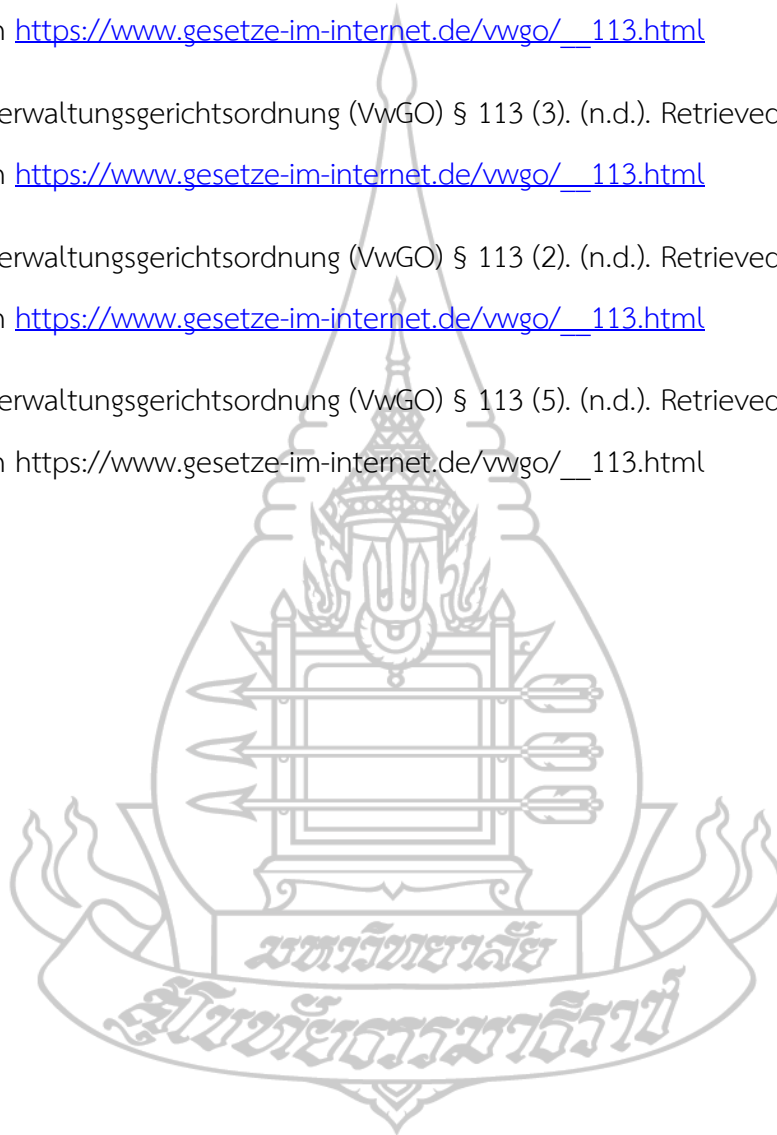 n https://www.gesetze-im-internet.de/vwgo/__113.html
erwaltungsgerichtsordnung (VwGO) § 113 (3). (n.d.). Retrieved
n https://www.gesetze-im-internet.de/vwgo/__113.html
erwaltungsgerichtsordnung (VwGO) § 113 (2). (n.d.). Retrieved
n https://www.gesetze-im-internet.de/vwgo/__113.html
erwaltungsgerichtsordnung (VwGO) § 113 (5). (n.d.). Retrieved
n https://www.gesetze-im-internet.de/vwgo/__113.html
มหาวิทยาลัย
สุโขทัยธรรมาธิราช